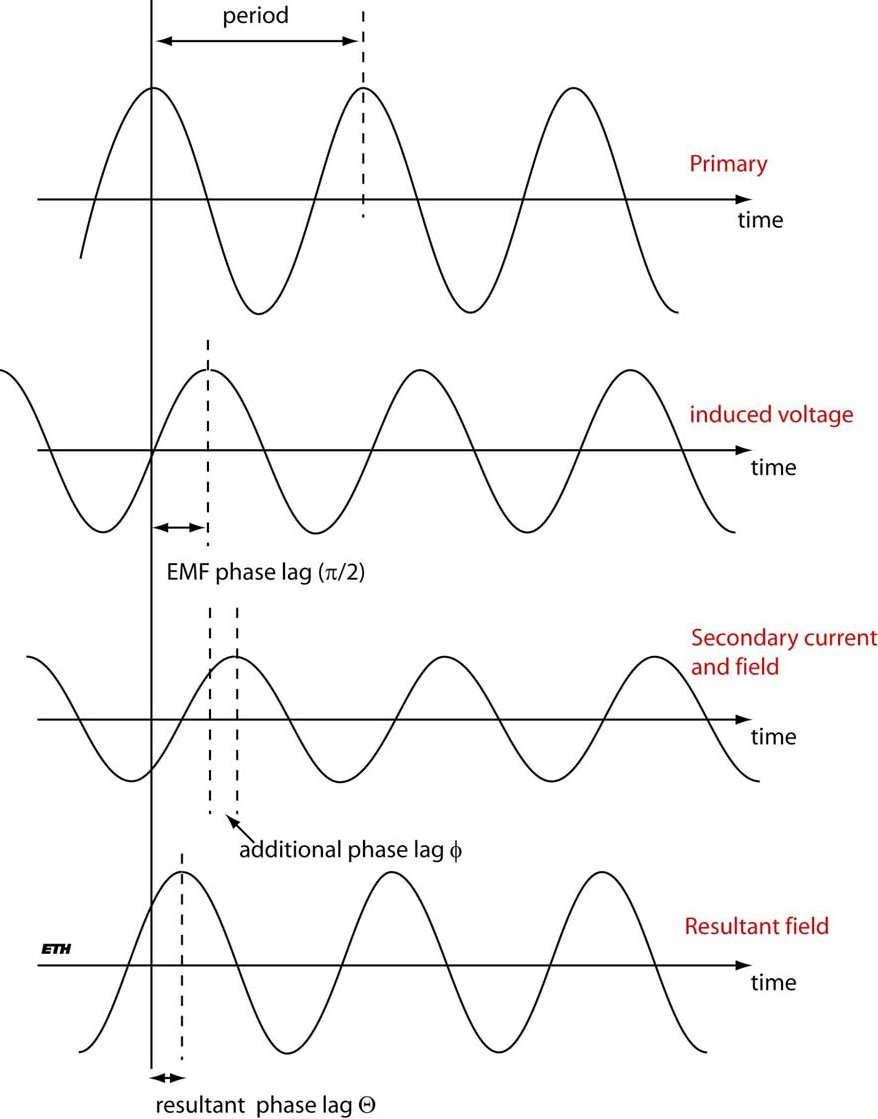 period
Primary
time
induced voltage
time
EMF phase lag (π/2)
Secondary current
and field
time
additional phase lag ϕ
Resultant field
ETH
time
resultant phase lag Θ